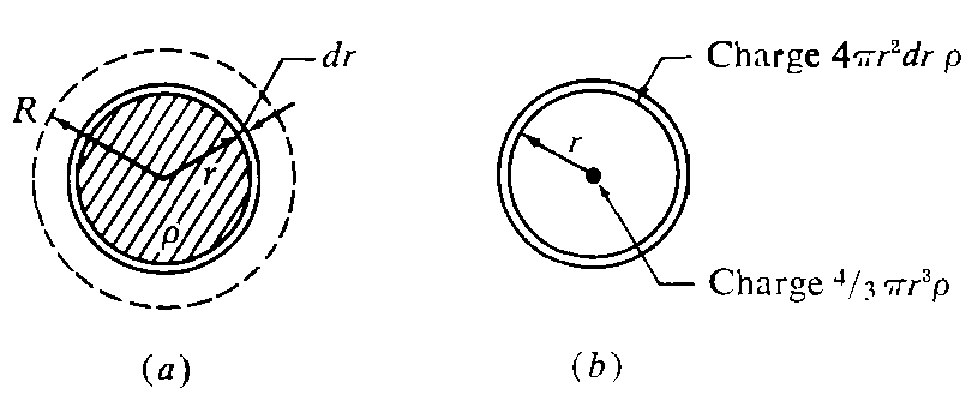 dr
R
r
ρ
(a)
Charge 4πr²dr ρ
r
Charge 4/3 πr³ρ
(b)